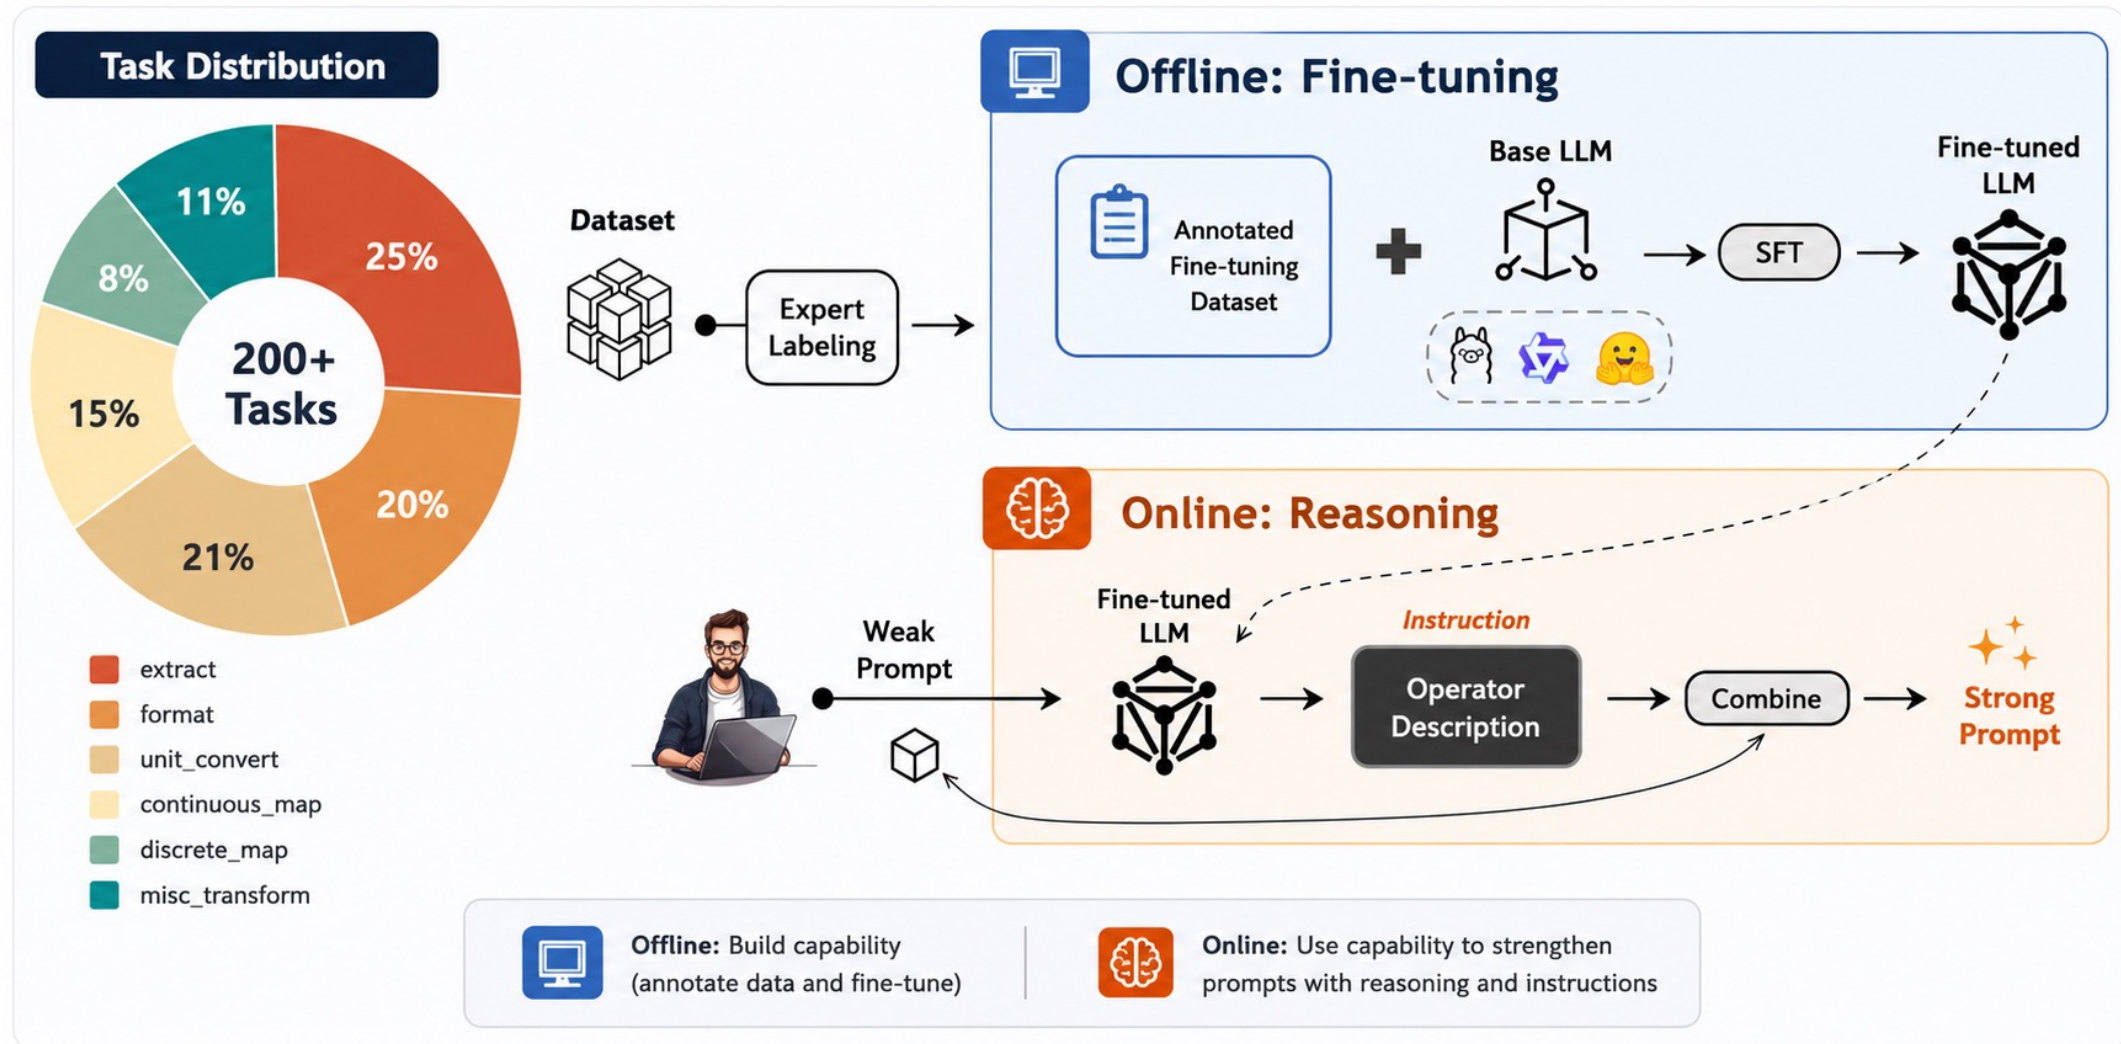 Task Distribution
11%
25%
8%
200+
Tasks
15%
20%
21%
extract
format
unit_convert
continuous_map
discrete_map
misc_transform
Dataset
Expert
Labeling
Offline: Fine-tuning
Annotated
Fine-tuning
Dataset
Base LLM
SFT
Fine-tuned
LLM
Online: Reasoning
Weak
Prompt
Fine-tuned
LLM
Instruction
Operator
Description
Combine
Strong
Prompt
Offline: Build capability
(annotate data and fine-tune)
Online: Use capability to strengthen
prompts with reasoning and instructions